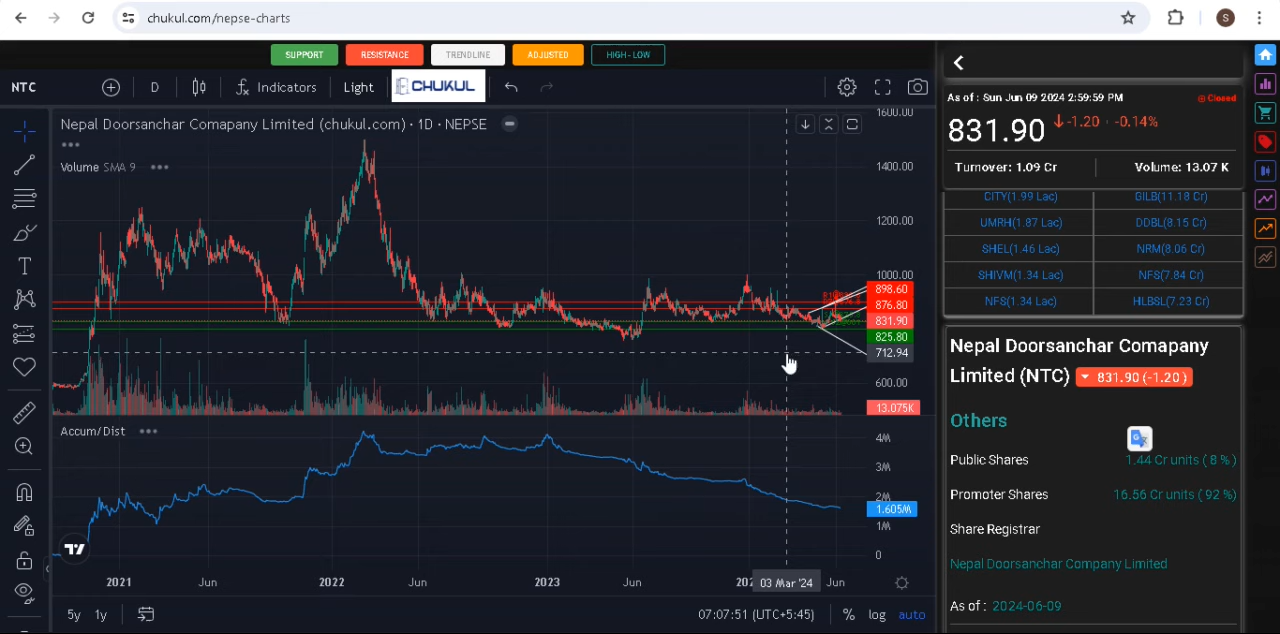 chukul.com/nepse-charts
S
SUPPORT
RESISTANCE
TRENDLINE
ADJUSTED
HIGH-LOW
NTC
D
Indicators
Light
CHUKUL
Nepal Doorsanchar Comapany Limited (chukul.com) · 1D · NEPSE
Volume SMA 9
1600.00
1400.00
1200.00
1000.00
898.60
876.80
831.90
825.80
712.94
600.00
13.075K
Accum/Dist
4M
3M
2M
1.605M
1M
0
2021
Jun
2022
Jun
2023
Jun
03 Mar '24
Jun
5y
1y
07:07:51 (UTC+5:45)
%
log
auto
As of : Sun Jun 09 2024 2:59:59 PM
Closed
831.90
-1.20 · -0.14%
Turnover: 1.09 Cr
Volume: 13.07 K
CITY(1.99 Lac)
GILB(11.18 Cr)
UMRH(1.87 Lac)
DDBL(8.15 Cr)
SHEL(1.46 Lac)
NRM(8.06 Cr)
SHIVM(1.34 Lac)
NFS(7.84 Cr)
NFS(1.34 Lac)
HLBSL(7.23 Cr)
Nepal Doorsanchar Comapany
Limited (NTC)
831.90 (-1.20 )
Others
Public Shares
1.44 Cr units ( 8 %)
Promoter Shares
16.56 Cr units ( 92 %)
Share Registrar
Nepal Doorsanchar Company Limited
As of : 2024-06-09